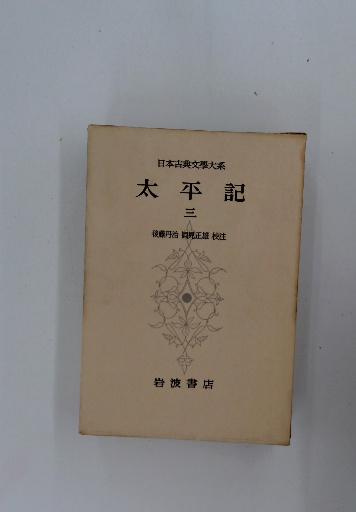 日本古典文學大系
太平記
三
後藤丹治 岡見正雄 校注
岩波書店